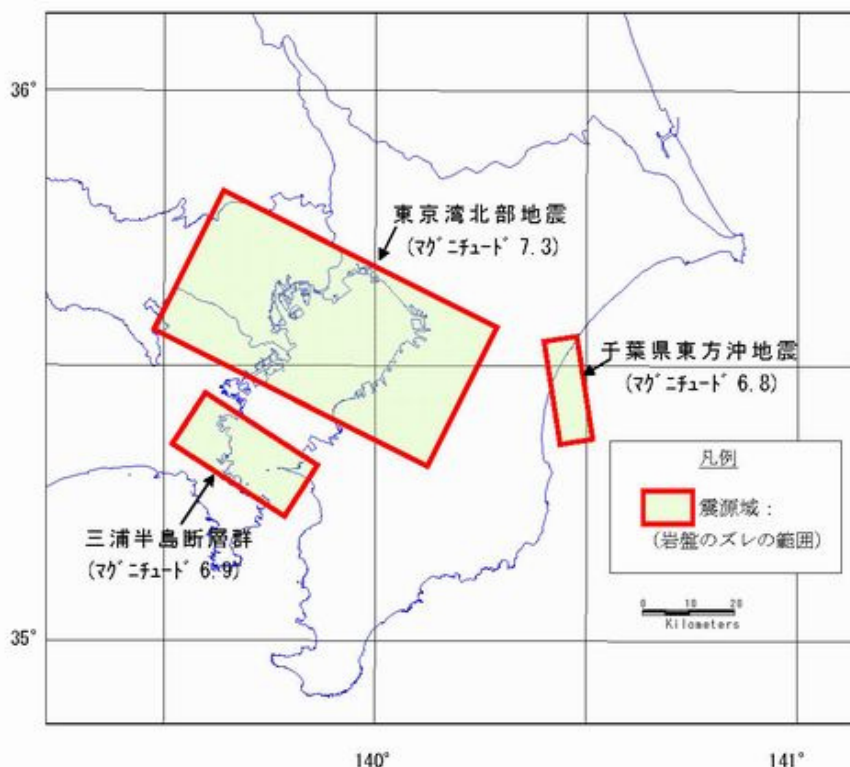 36°
東京湾北部地震
(ﾏｸﾞﾆﾁｭｰﾄﾞ 7.3)
千葉県東方沖地震
(ﾏｸﾞﾆﾁｭｰﾄﾞ 6.8)
凡例
震源域：
(岩盤のズレの範囲)
三浦半島断層群
(ﾏｸﾞﾆﾁｭｰﾄﾞ 6.9)
0 10 20
Kilometers
35°
140°
141°